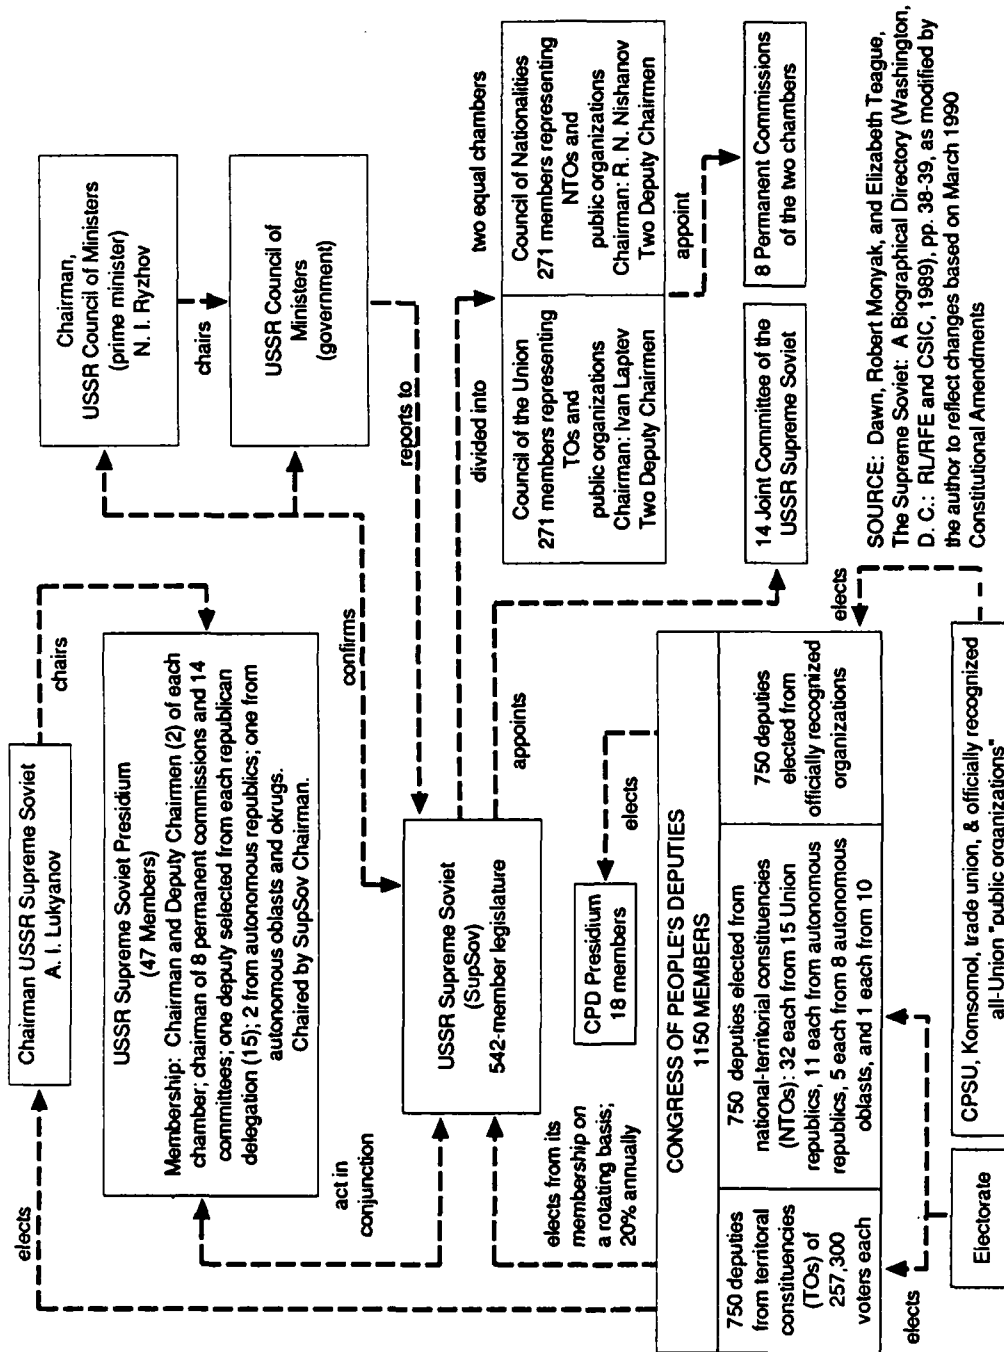 elects
Chairman USSR Supreme Soviet
A. I. Lukyanov
chairs
USSR Supreme Soviet Presidium
(47 Members)
Membership: Chairman and Deputy Chairmen (2) of each
chamber; chairman of 8 permanent commissions and 14
committees; one deputy selected from each republican
delegation (15); 2 from autonomous republics; one from
autonomous oblasts and okrugs.
Chaired by SupSov Chairman.
Chairman,
USSR Council of Ministers
(prime minister)
N. I. Ryzhov
chairs
USSR Council of
Ministers
(government)
act in
conjunction
confirms
reports to
USSR Supreme Soviet
(SupSov)
542-member legislature
divided into
two equal chambers
Council of the Union
271 members representing
TOs and
public organizations
Chairman: Ivan Laptev
Two Deputy Chairmen
Council of Nationalities
271 members representing
NTOs and
public organizations
Chairman: R. N. Nishanov
Two Deputy Chairmen
appoints
appoint
14 Joint Committee of the
USSR Supreme Soviet
8 Permanent Commissions
of the two chambers
elects from its
membership on
a rotating basis;
20% annually
CPD Presidium
18 members
elects
CONGRESS OF PEOPLE'S DEPUTIES
1150 MEMBERS
750 deputies
from territoral
constituencies
(TOs) of
257,300
voters each
750 deputies elected from
national-territorial constituencies
(NTOs): 32 each from 15 Union
republics, 11 each from autonomous
republics, 5 each from 8 autonomous
oblasts, and 1 each from 10
750 deputies
elected from
officially recognized
organizations
elects
elects
Electorate
CPSU, Komsomol, trade union, & officially recognized
all-Union "public organizations"
SOURCE: Dawn, Robert Monyak, and Elizabeth Teague,
The Supreme Soviet: A Biographical Directory (Washington,
D. C.: RL/RFE and CSIC, 1989), pp. 38-39, as modified by
the author to reflect changes based on March 1990
Constitutional Amendments